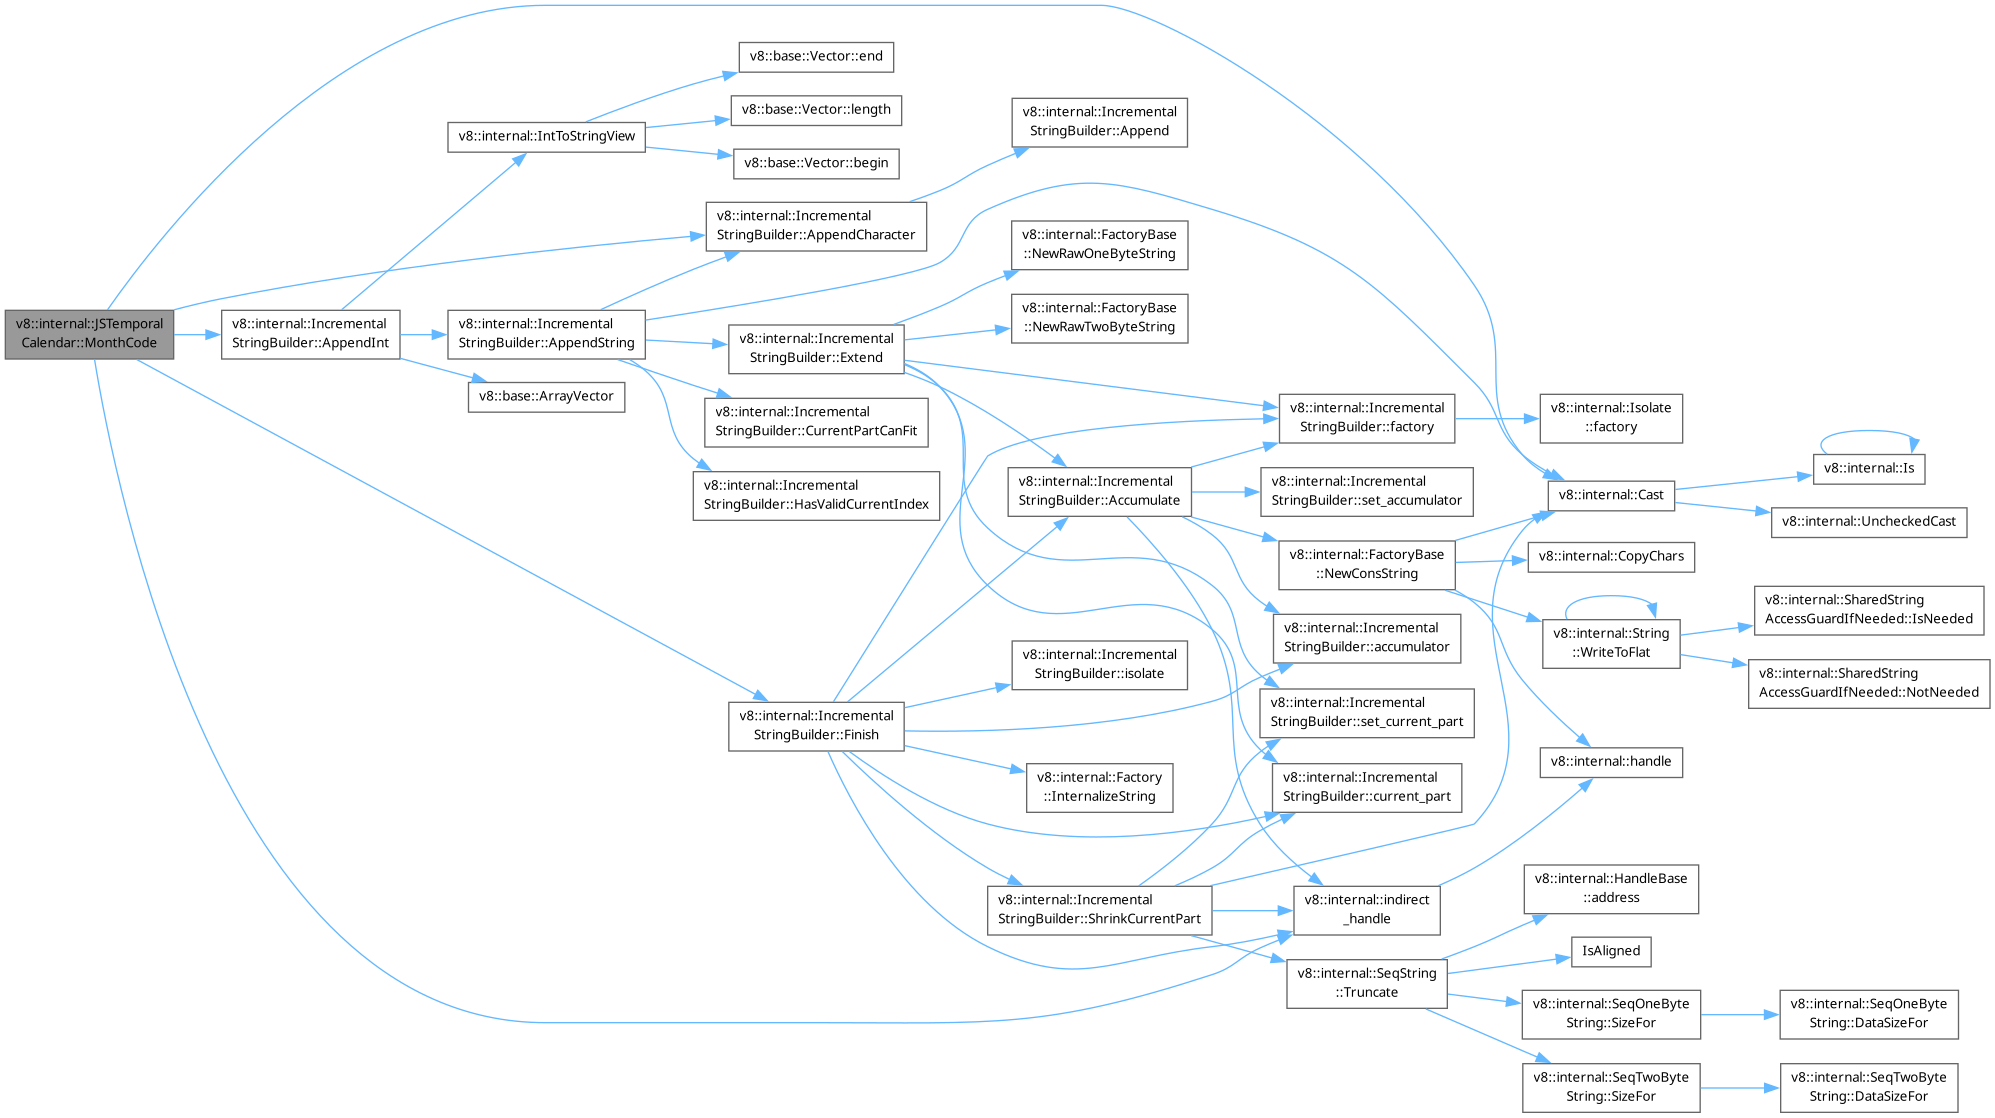 v8::internal::JSTemporal
Calendar::MonthCode
v8::internal::Incremental
StringBuilder::AppendInt
v8::internal::IntToStringView
v8::base::Vector::end
v8::base::Vector::length
v8::base::Vector::begin
v8::internal::Incremental
StringBuilder::AppendString
v8::base::ArrayVector
v8::internal::Incremental
StringBuilder::AppendCharacter
v8::internal::Incremental
StringBuilder::Append
v8::internal::Incremental
StringBuilder::Extend
v8::internal::Incremental
StringBuilder::CurrentPartCanFit
v8::internal::Incremental
StringBuilder::HasValidCurrentIndex
v8::internal::FactoryBase
::NewRawOneByteString
v8::internal::FactoryBase
::NewRawTwoByteString
v8::internal::Incremental
StringBuilder::Accumulate
v8::internal::Incremental
StringBuilder::factory
v8::internal::Isolate
::factory
v8::internal::Incremental
StringBuilder::set_accumulator
v8::internal::FactoryBase
::NewConsString
v8::internal::Incremental
StringBuilder::accumulator
v8::internal::Cast
v8::internal::Is
v8::internal::UncheckedCast
v8::internal::CopyChars
v8::internal::String
::WriteToFlat
v8::internal::SharedString
AccessGuardIfNeeded::IsNeeded
v8::internal::SharedString
AccessGuardIfNeeded::NotNeeded
v8::internal::Incremental
StringBuilder::Finish
v8::internal::Incremental
StringBuilder::isolate
v8::internal::Factory
::InternalizeString
v8::internal::Incremental
StringBuilder::set_current_part
v8::internal::Incremental
StringBuilder::current_part
v8::internal::handle
v8::internal::Incremental
StringBuilder::ShrinkCurrentPart
v8::internal::indirect
_handle
v8::internal::SeqString
::Truncate
v8::internal::HandleBase
::address
IsAligned
v8::internal::SeqOneByte
String::SizeFor
v8::internal::SeqOneByte
String::DataSizeFor
v8::internal::SeqTwoByte
String::SizeFor
v8::internal::SeqTwoByte
String::DataSizeFor